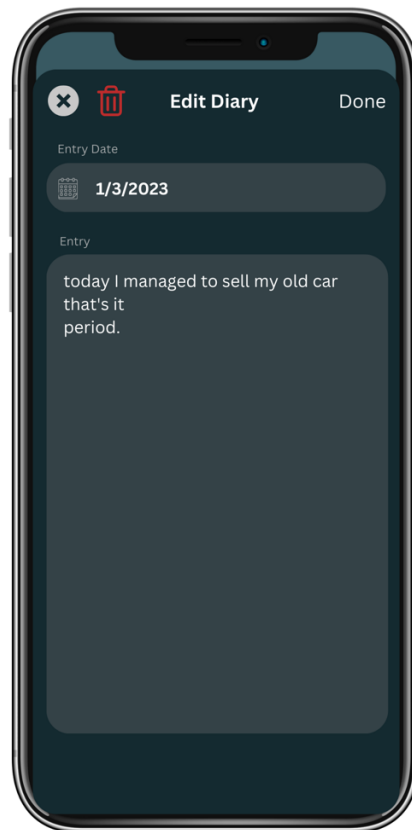 Edit Diary
Done
Entry Date
1/3/2023
Entry
today I managed to sell my old car
that's it
period.